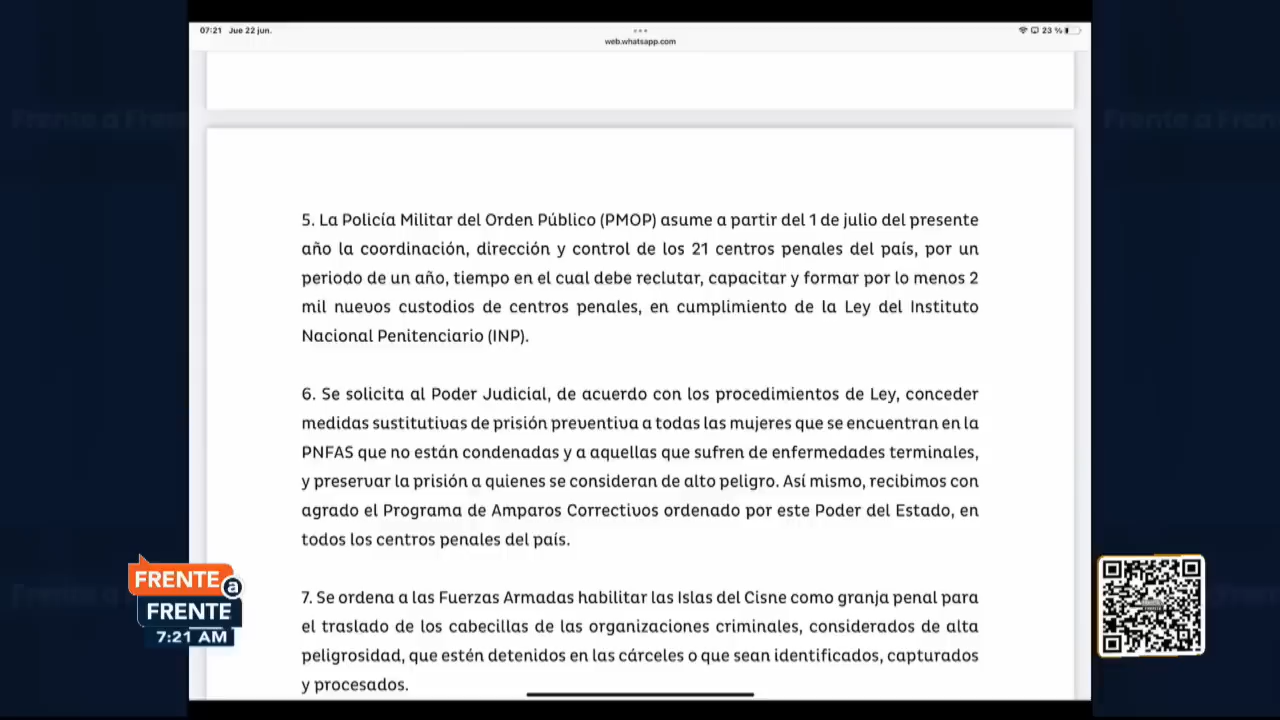 07:21 Jue 22 jun.
web.whatsapp.com
23 %
5. La Policía Militar del Orden Público (PMOP) asume a partir del 1 de julio del presente
año la coordinación, dirección y control de los 21 centros penales del país, por un
periodo de un año, tiempo en el cual debe reclutar, capacitar y formar por lo menos 2
mil nuevos custodios de centros penales, en cumplimiento de la Ley del Instituto
Nacional Penitenciario (INP).
6. Se solicita al Poder Judicial, de acuerdo con los procedimientos de Ley, conceder
medidas sustitutivas de prisión preventiva a todas las mujeres que se encuentran en la
PNFAS que no están condenadas y a aquellas que sufren de enfermedades terminales,
y preservar la prisión a quienes se consideran de alto peligro. Así mismo, recibimos con
agrado el Programa de Amparos Correctivos ordenado por este Poder del Estado, en
todos los centros penales del país.
7. Se ordena a las Fuerzas Armadas habilitar las Islas del Cisne como granja penal para
el traslado de los cabecillas de las organizaciones criminales, considerados de alta
peligrosidad, que estén detenidos en las cárceles o que sean identificados, capturados
y procesados.
FRENTE a
FRENTE
7:21 AM